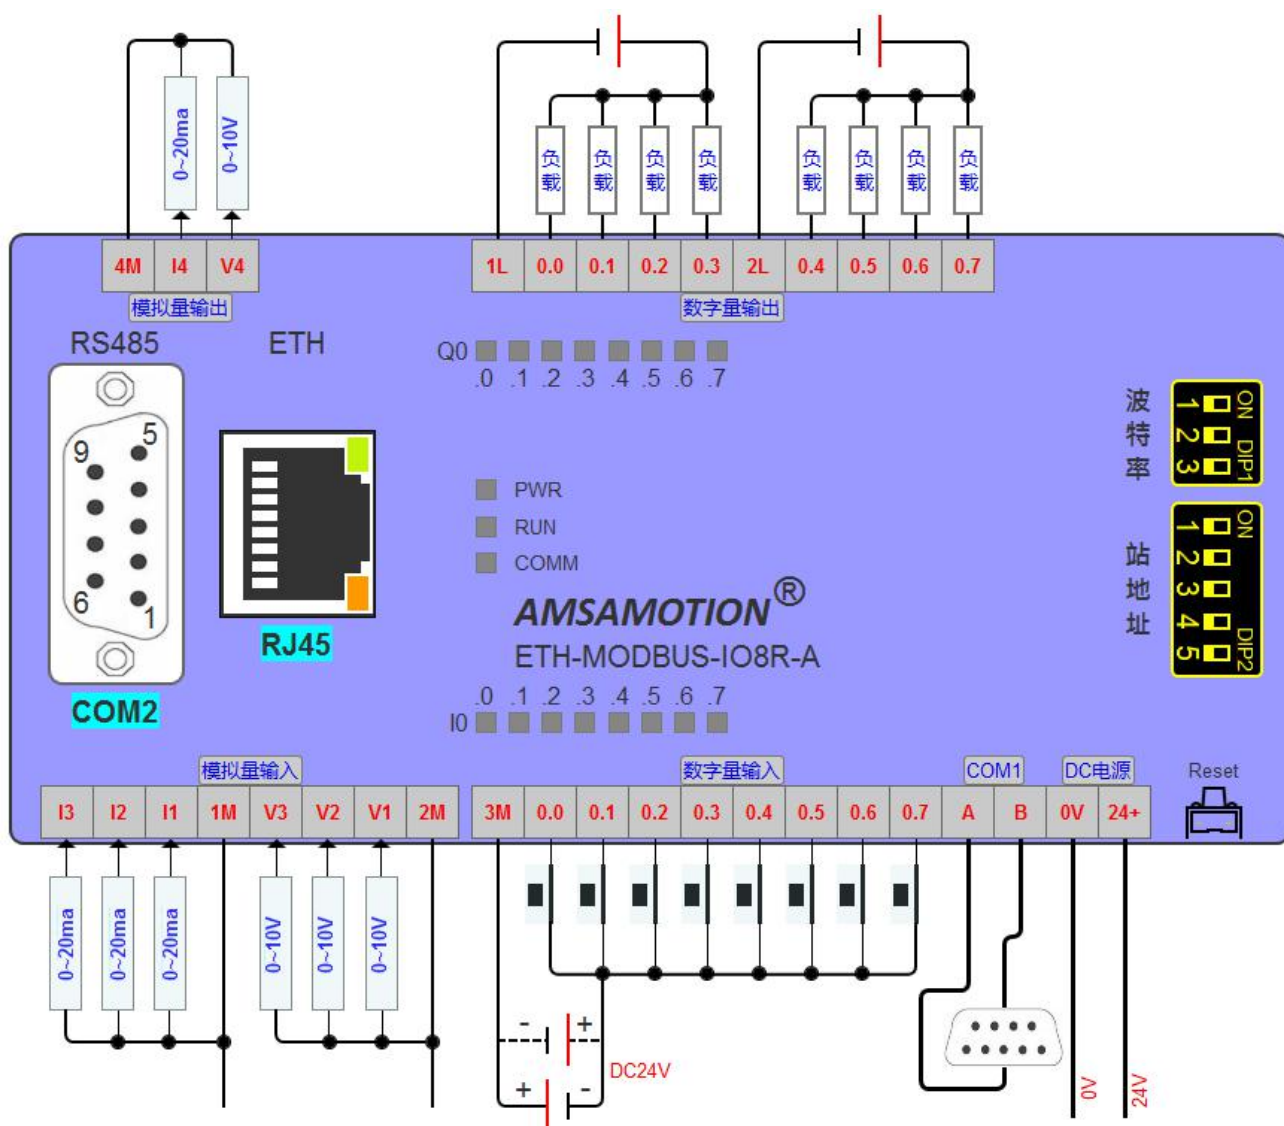 0~20ma
0~10V
负载
负载
负载
负载
负载
负载
负载
负载
4M I4 V4
1L 0.0 0.1 0.2 0.3 2L 0.4 0.5 0.6 0.7
模拟量输出
数字量输出
RS485 ETH
Q0
.0 .1 .2 .3 .4 .5 .6 .7
波特率
1 2 3
ON DIP1
9 5
6 1
PWR
RUN
COMM
站地址
1 2 3 4 5
ON DIP2
AMSAMOTION®
ETH-MODBUS-IO8R-A
RJ45
COM2
.0 .1 .2 .3 .4 .5 .6 .7
I0
模拟量输入
数字量输入
COM1
DC电源
Reset
I3 I2 I1 1M V3 V2 V1 2M
3M 0.0 0.1 0.2 0.3 0.4 0.5 0.6 0.7 A B 0V 24+
0~20ma
0~20ma
0~20ma
0~10V
0~10V
0~10V
- +
DC24V
+ -
0V
24V